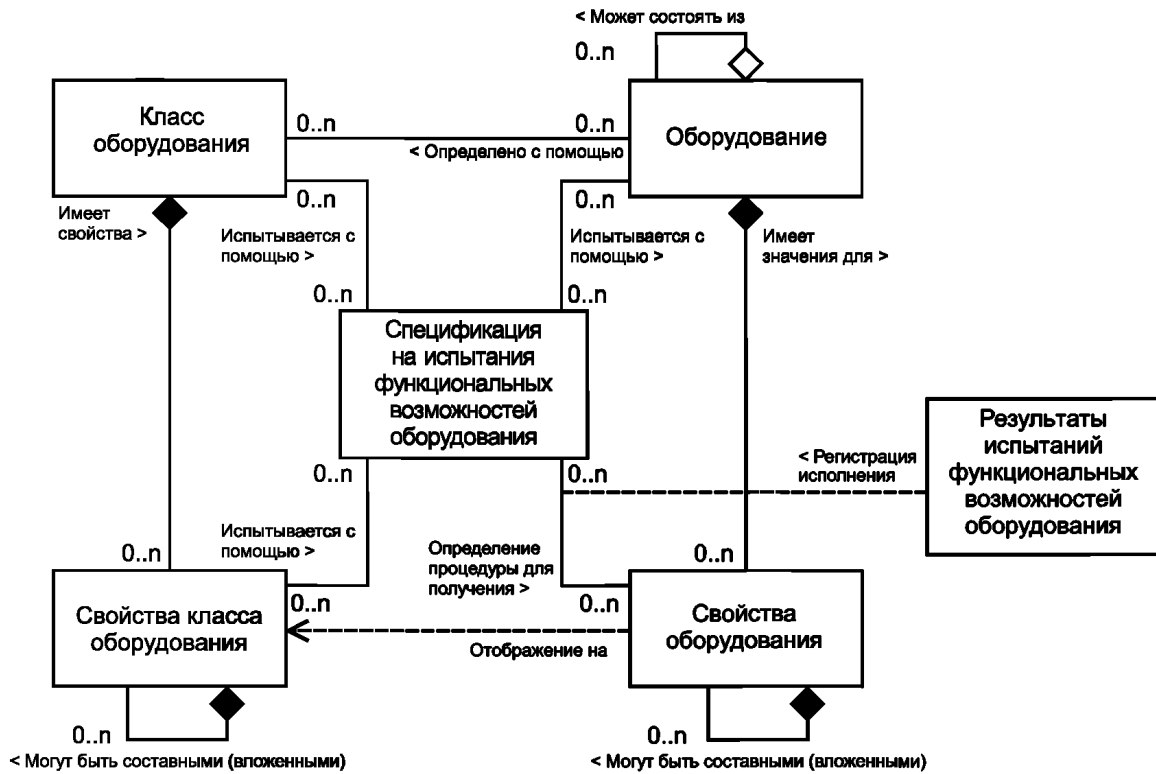 < Может состоять из
0..n
Класс
оборудования
0..n
0..n
< Определено с помощью
Оборудование
0..n
0..n
Имеет
свойства >
Испытывается с
помощью >
Испытывается с
помощью >
Имеет
значения для >
0..n
0..n
Спецификация
на испытания
функциональных
возможностей
оборудования
Результаты
испытаний
функциональных
возможностей
оборудования
< Регистрация
исполнения
0..n
0..n
Испытывается с
помощью >
Определение
процедуры для
получения >
0..n
0..n
0..n
0..n
Свойства класса
оборудования
Свойства
оборудования
Отображение на
0..n
0..n
< Могут быть составными (вложенными)
< Могут быть составными (вложенными)